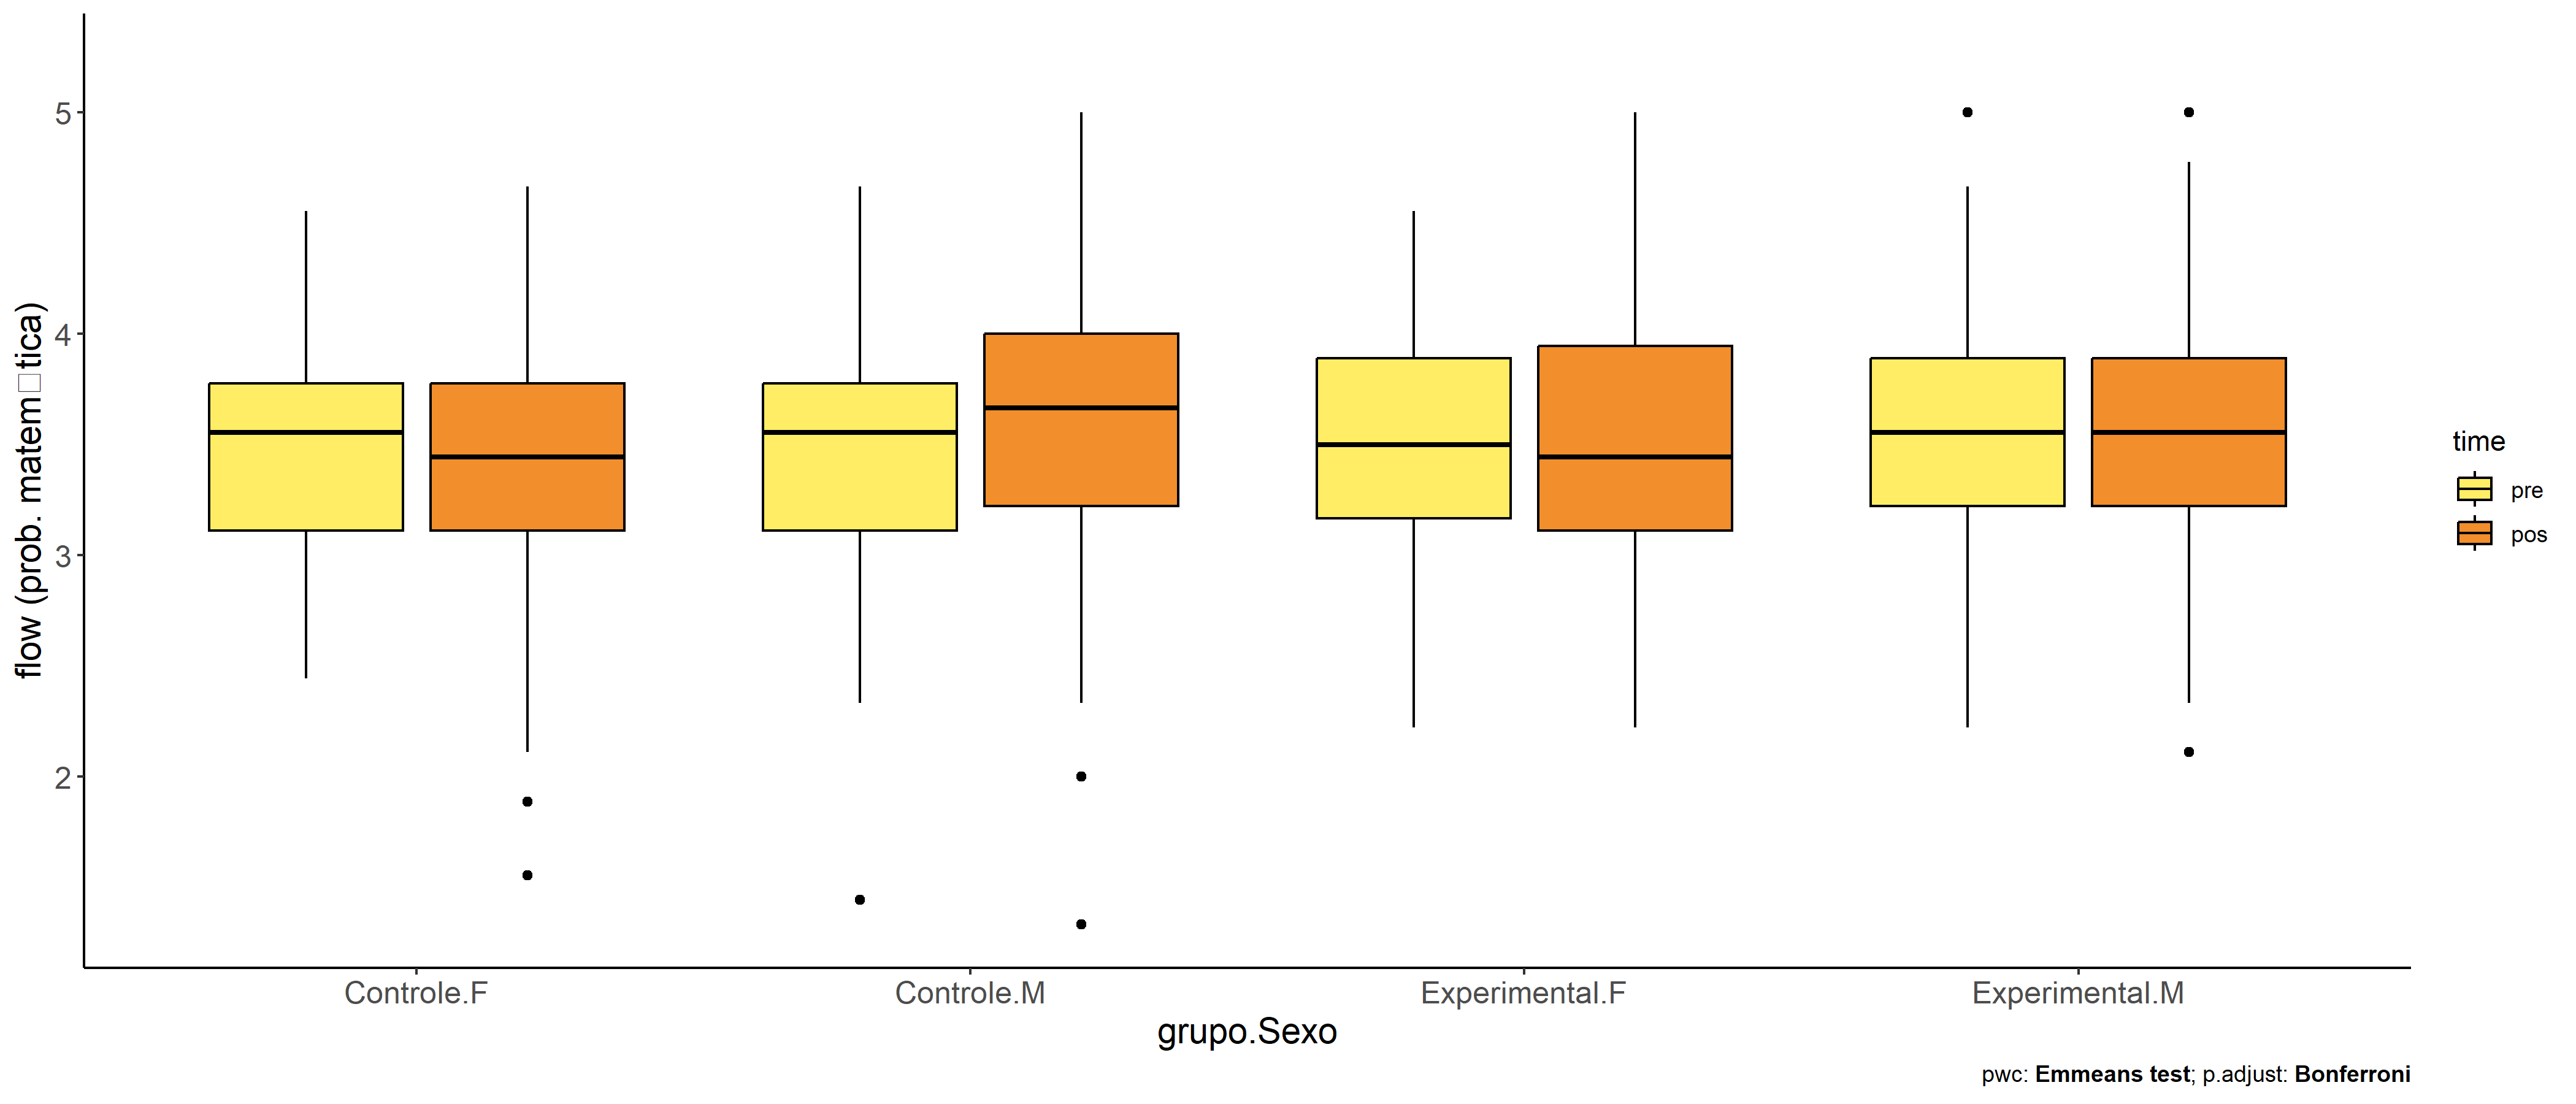 flow (prob. matem□tica)
5
4
3
2
Controle.F
Controle.M
Experimental.F
Experimental.M
grupo.Sexo
time
pre
pos
pwc: Emmeans test; p.adjust: Bonferroni